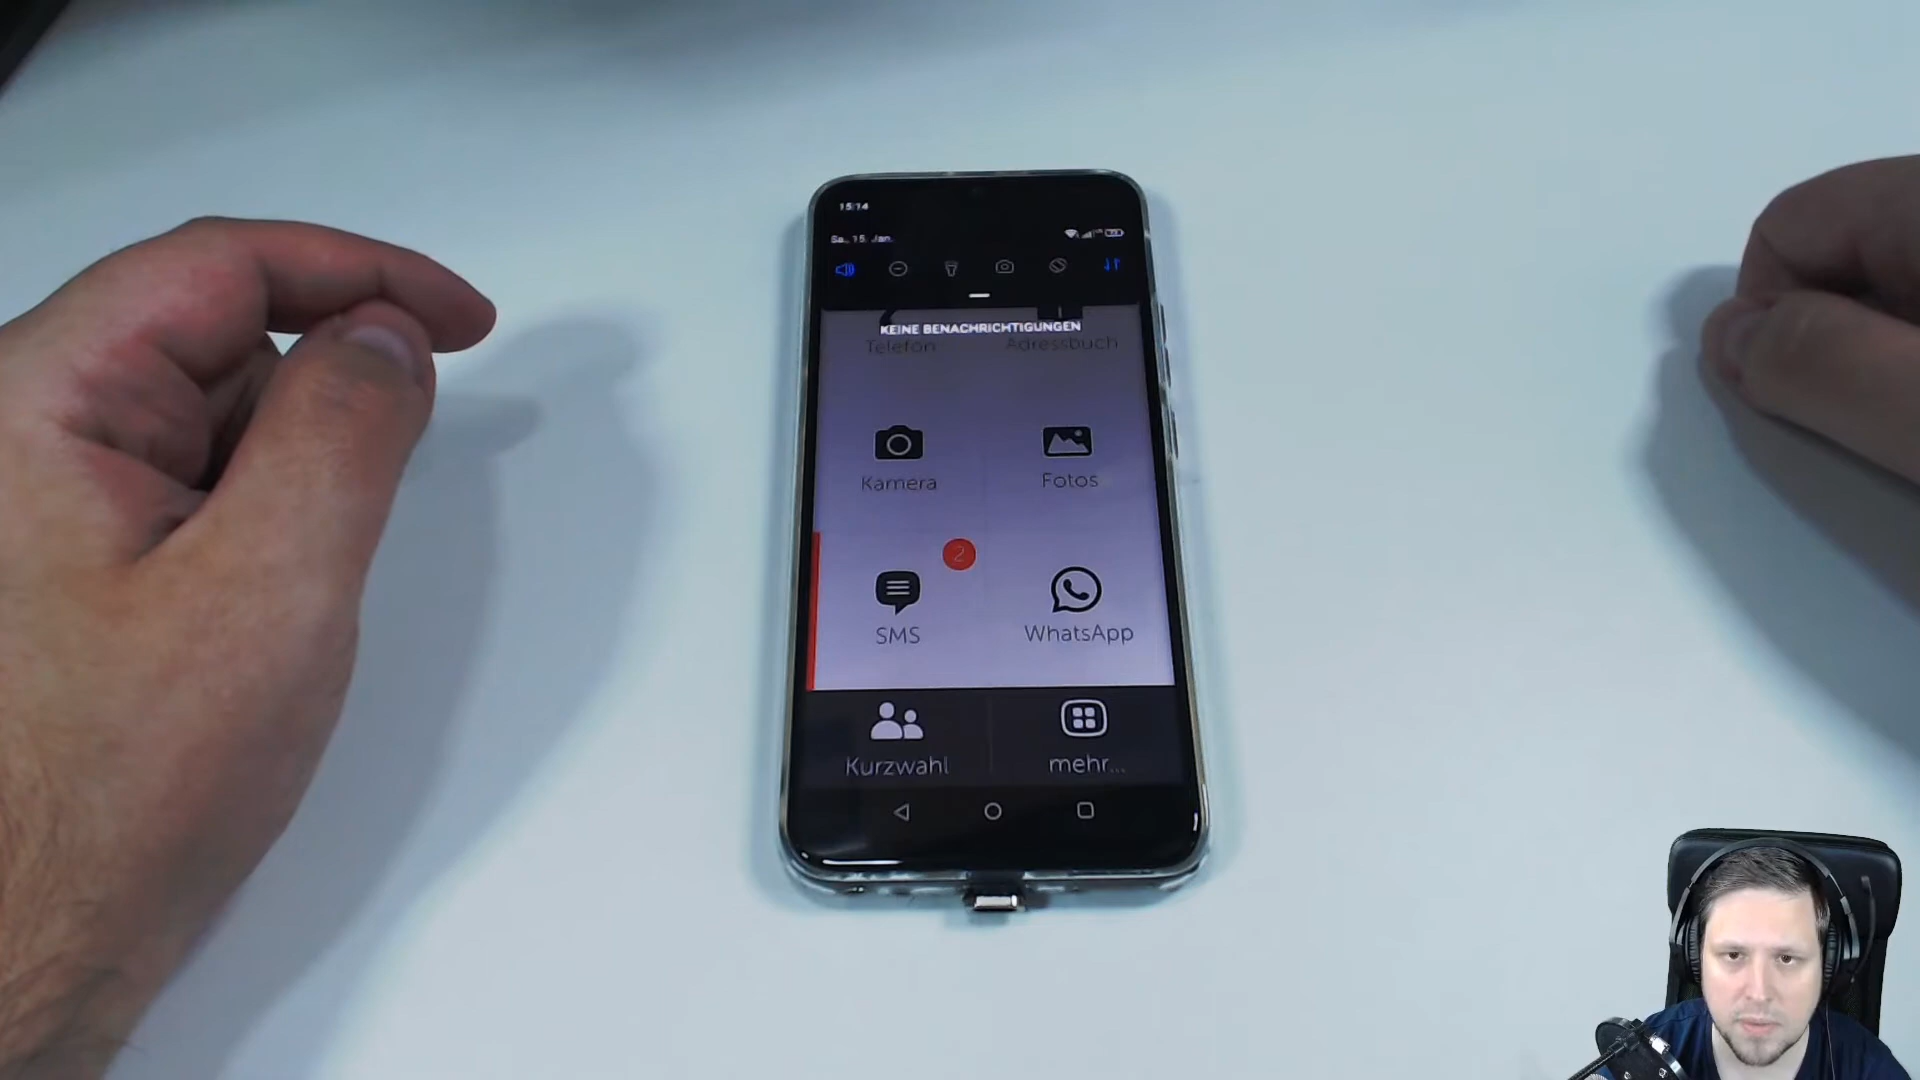 15:14
Sa., 15. Jan.
KEINE BENACHRICHTIGUNGEN
Telefon Adressbuch
Kamera Fotos
2
SMS WhatsApp
Kurzwahl mehr...